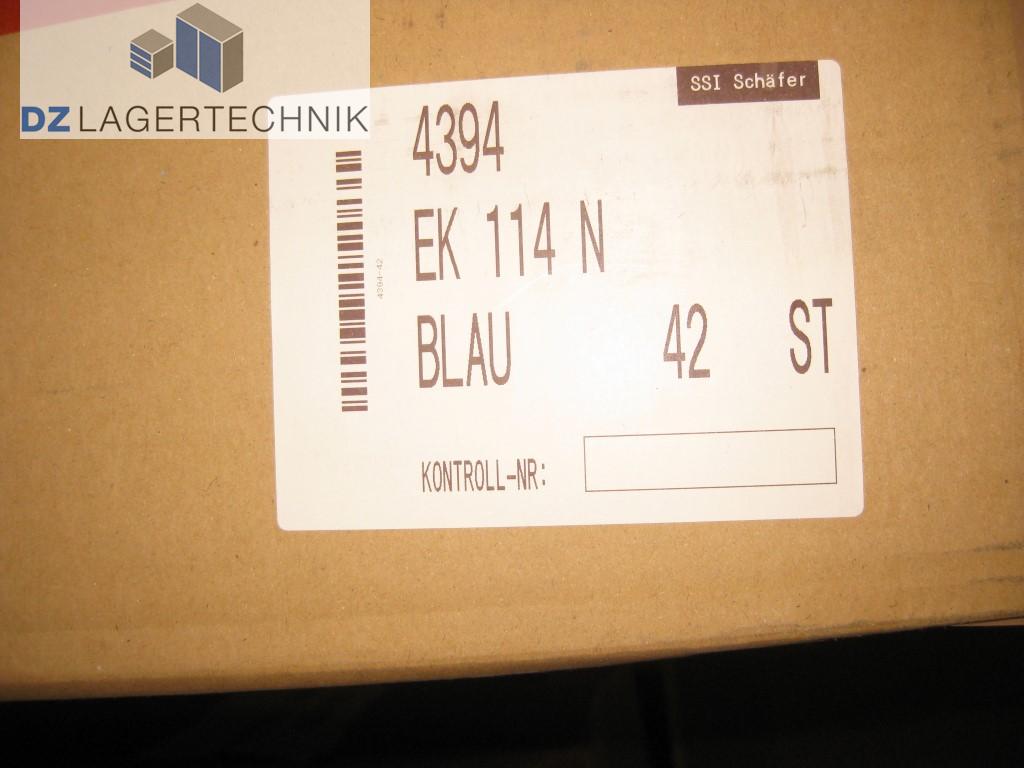 DZ LAGERTECHNIK
SSI Schäfer
4394
EK 114 N
4394-42
BLAU 42 ST
KONTROLL-NR: